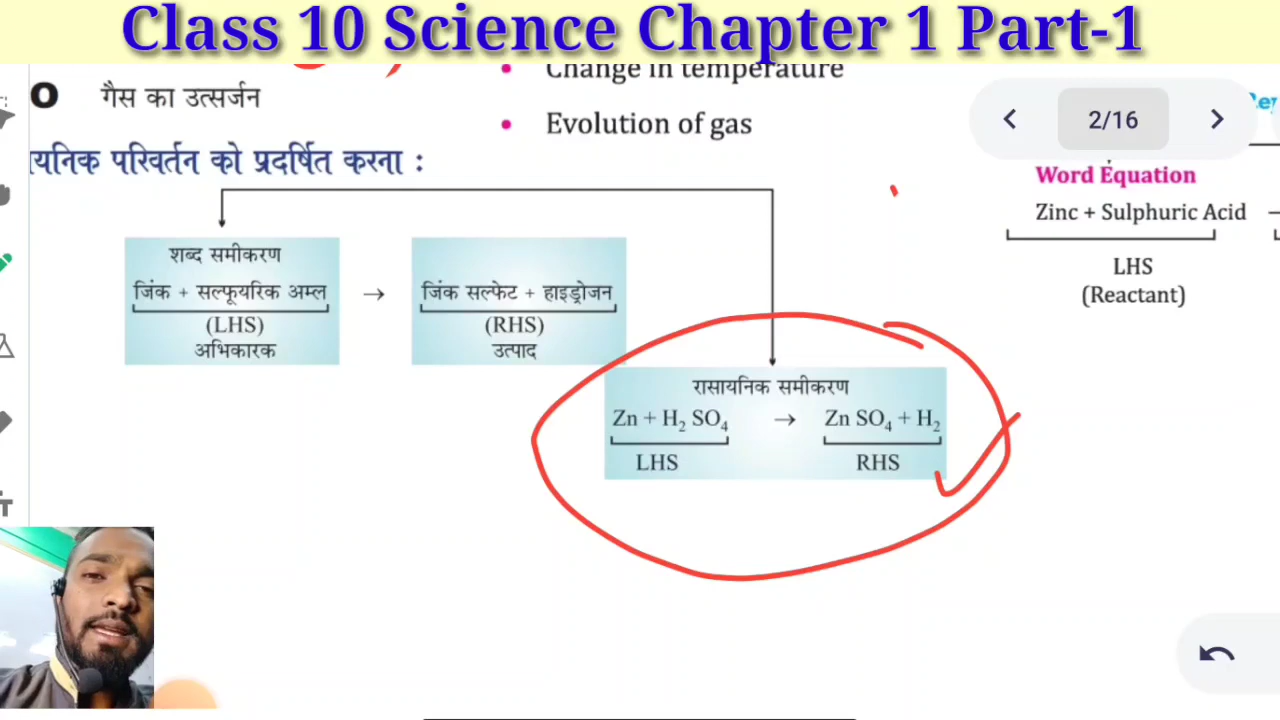 Class 10 Science Chapter 1 Part-1
Change in temperature
गैस का उत्सर्जन
Evolution of gas
2/16
यनिक परिवर्तन को प्रदर्षित करना :
Word Equation
Zinc + Sulphuric Acid
LHS
(Reactant)
शब्द समीकरण
जिंक + सल्फूयरिक अम्ल → जिंक सल्फेट + हाइड्रोजन
(LHS) (RHS)
अभिकारक उत्पाद
रासायनिक समीकरण
Zn + H₂ SO₄ → Zn SO₄ + H₂
LHS RHS